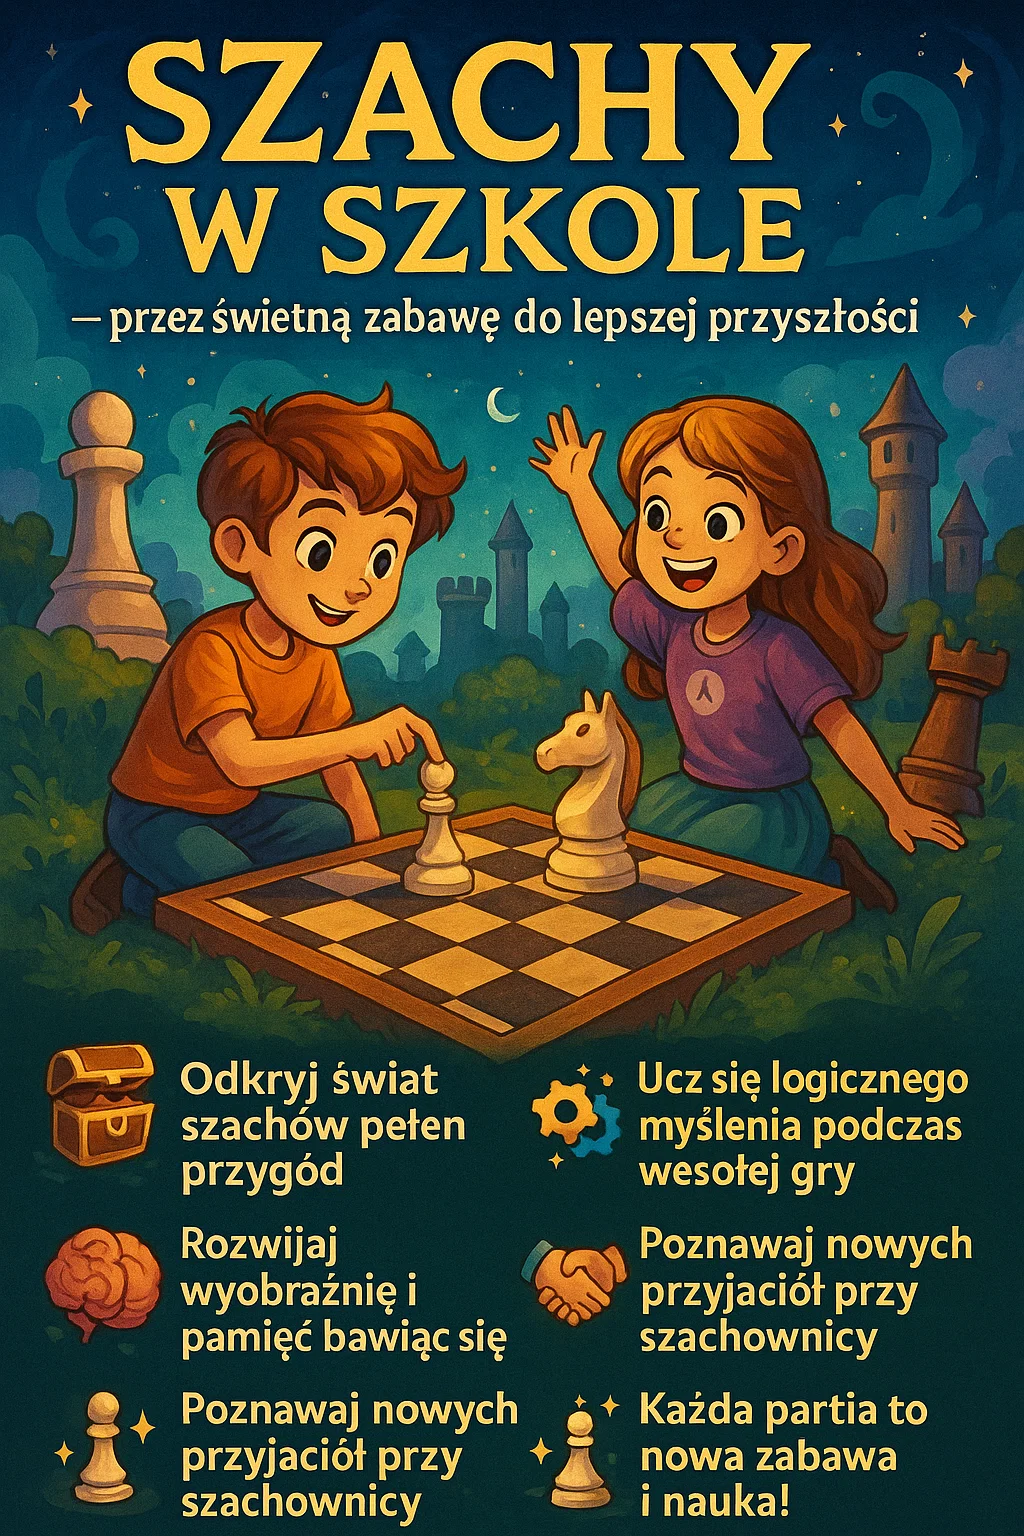 SZACHY
W SZKOLE
– przez świetną zabawę do lepszej przyszłości
Odkryj świat
szachów pełen
przygód
Ucz się logicznego
myślenia podczas
wesołej gry
Rozwijaj
wyobraźnię i
pamięć bawiąc się
Poznawaj nowych
przyjaciół przy
szachownicy
Poznawaj nowych
przyjaciół przy
szachownicy
Każda partia to
nowa zabawa
i nauka!